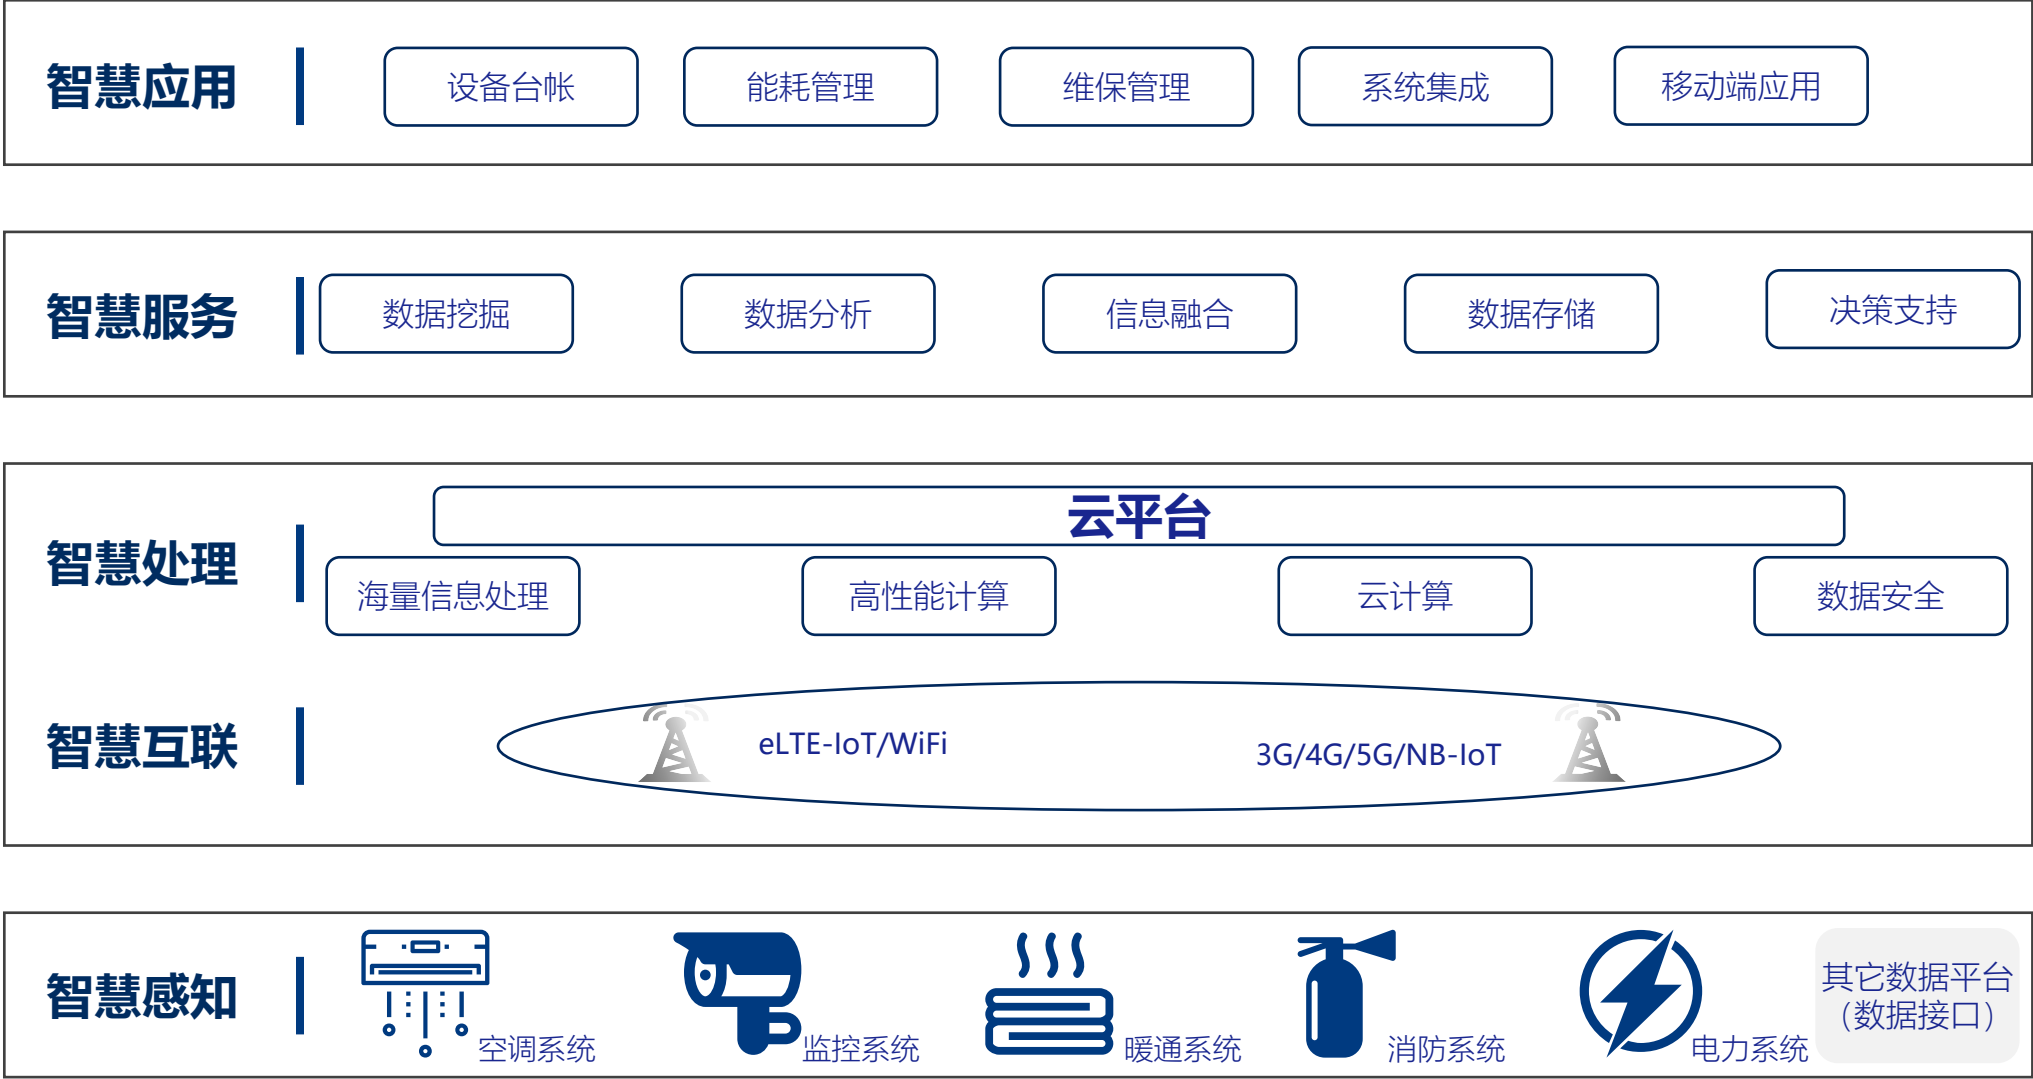 智慧应用
设备台帐
能耗管理
维保管理
系统集成
移动端应用
智慧服务
数据挖掘
数据分析
信息融合
数据存储
决策支持
智慧处理
云平台
海量信息处理
高性能计算
云计算
数据安全
智慧互联
eLTE-IoT/WiFi
3G/4G/5G/NB-IoT
智慧感知
空调系统
监控系统
暖通系统
消防系统
电力系统
其它数据平台
（数据接口）